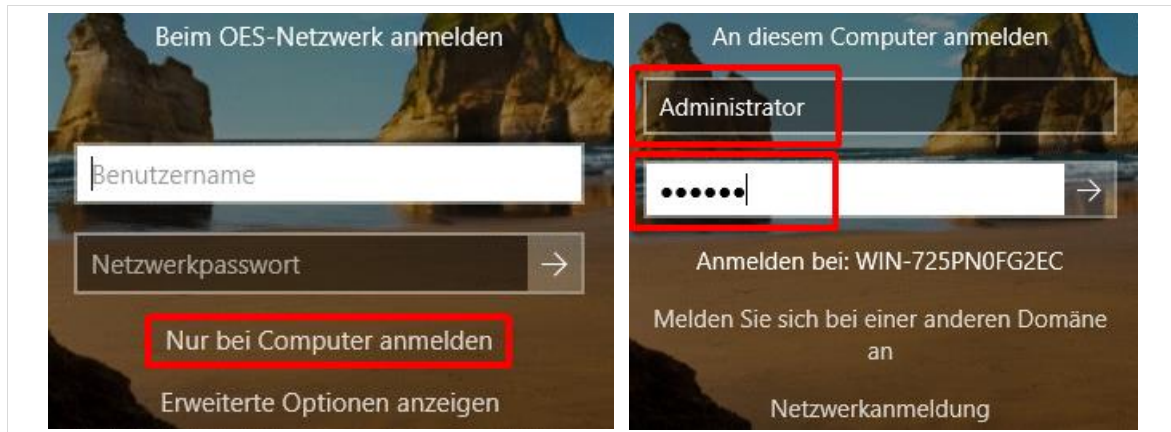 Beim OES-Netzwerk anmelden
Benutzername
Netzwerkpasswort
Nur bei Computer anmelden
Erweiterte Optionen anzeigen
An diesem Computer anmelden
Administrator
••••••
Anmelden bei: WIN-725PN0FG2EC
Melden Sie sich bei einer anderen Domäne
an
Netzwerkanmeldung